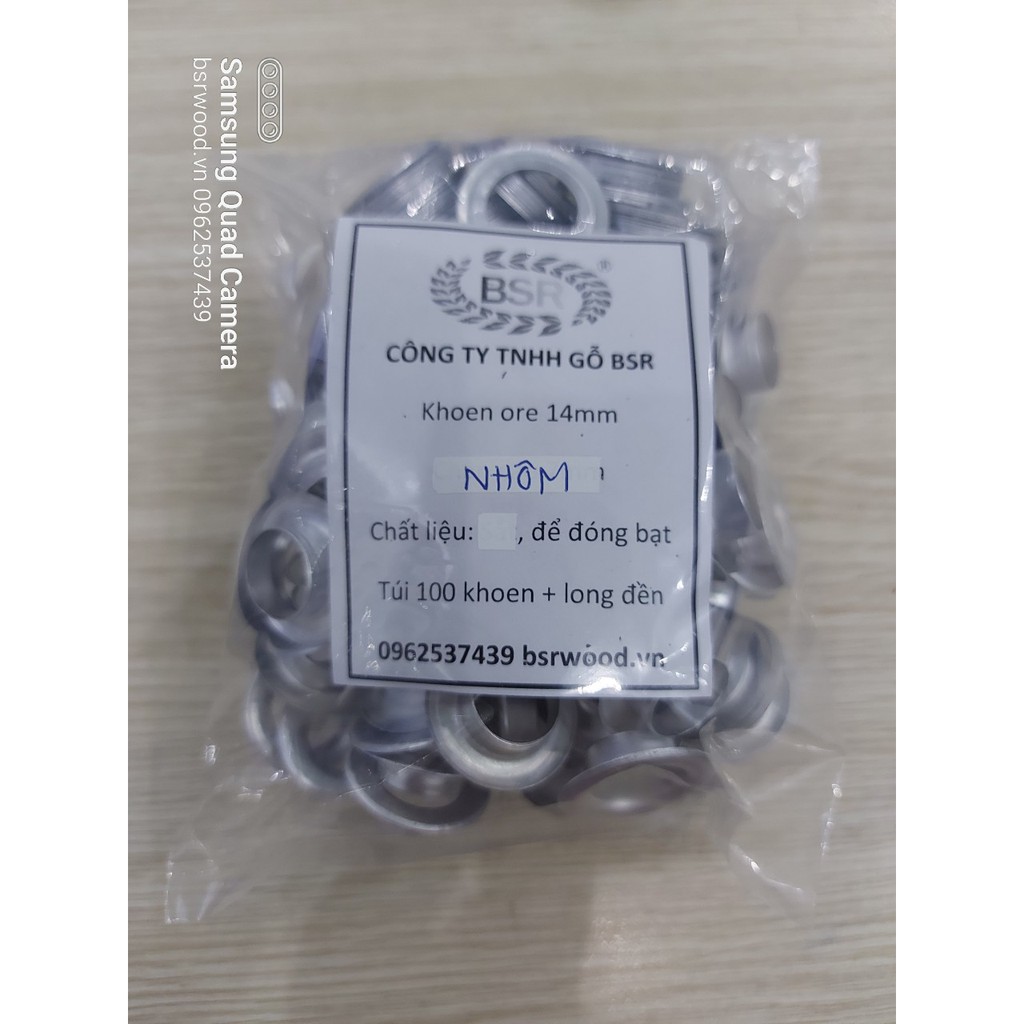 BSR
®
CÔNG TY TNHH GỖ BSR
Khoen ore 14mm
NHÔM
Chất liệu: , để đóng bạt
Túi 100 khoen + long đền
0962537439 bsrwood.vn
Samsung Quad Camera
bsrwood.vn 0962537439